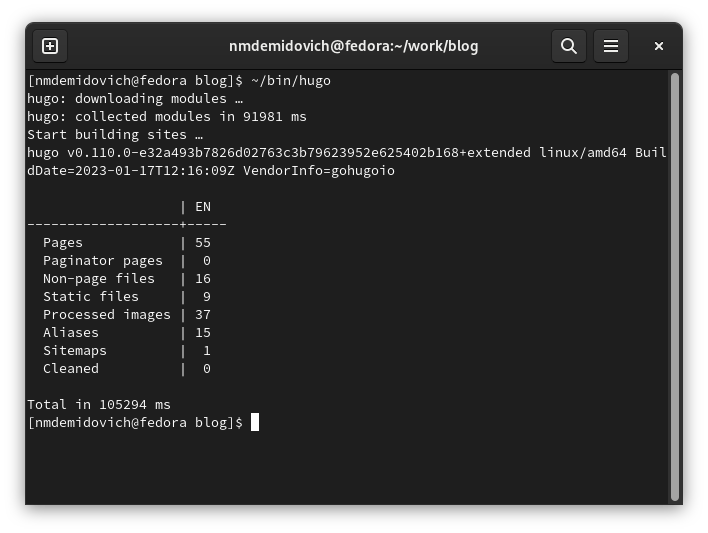 nmdemidovich@fedora:~/work/blog
[nmdemidovich@fedora blog]$ ~/bin/hugo
hugo: downloading modules …
hugo: collected modules in 91981 ms
Start building sites …
hugo v0.110.0-e32a493b7826d02763c3b79623952e625402b168+extended linux/amd64 Buil
dDate=2023-01-17T12:16:09Z VendorInfo=gohugoio

                   | EN
-------------------+-----
  Pages            | 55
  Paginator pages  |  0
  Non-page files   | 16
  Static files     |  9
  Processed images | 37
  Aliases          | 15
  Sitemaps         |  1
  Cleaned          |  0

Total in 105294 ms
[nmdemidovich@fedora blog]$